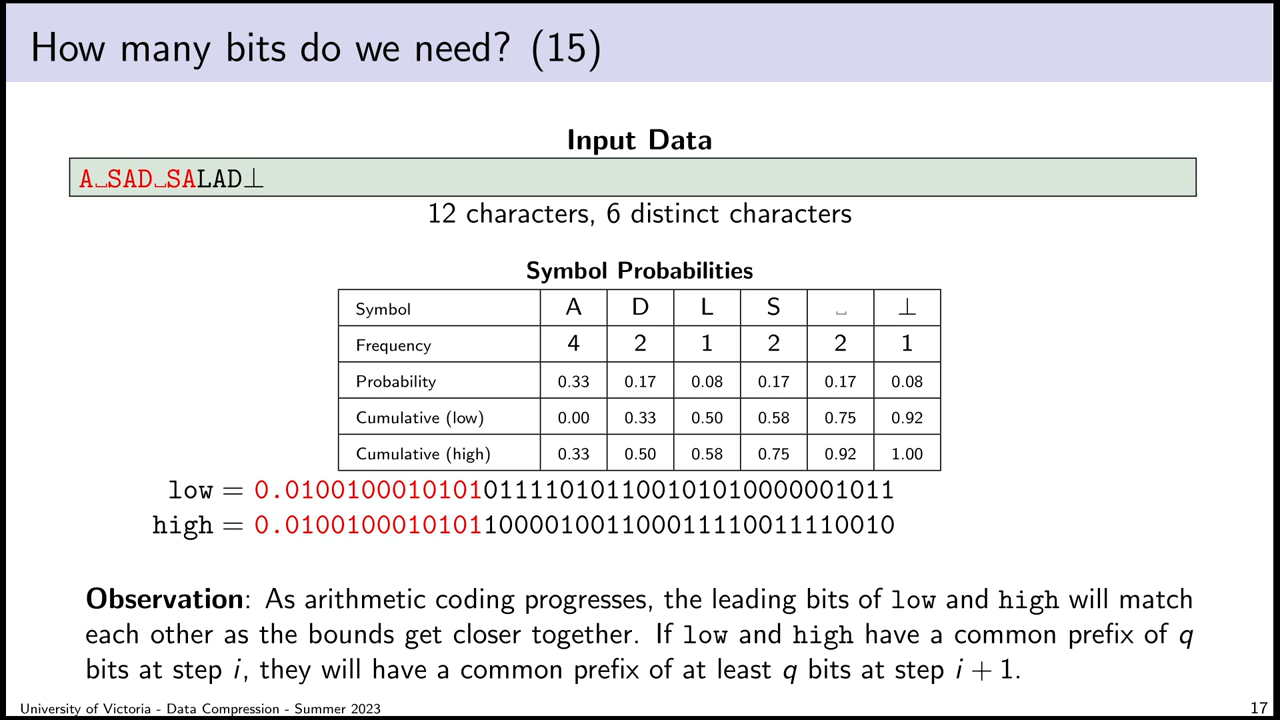 How many bits do we need? (15)
Input Data
A␣SAD␣SALAD⊥
12 characters, 6 distinct characters
Symbol Probabilities
Symbol A D L S ␣ ⊥
Frequency 4 2 1 2 2 1
Probability 0.33 0.17 0.08 0.17 0.17 0.08
Cumulative (low) 0.00 0.33 0.50 0.58 0.75 0.92
Cumulative (high) 0.33 0.50 0.58 0.75 0.92 1.00
low = 0.0100100010101011110101100101010000001011
high = 0.0100100010101100001001100011111001110010
Observation: As arithmetic coding progresses, the leading bits of low and high will match
each other as the bounds get closer together. If low and high have a common prefix of q
bits at step i, they will have a common prefix of at least q bits at step i + 1.
University of Victoria - Data Compression - Summer 2023
17